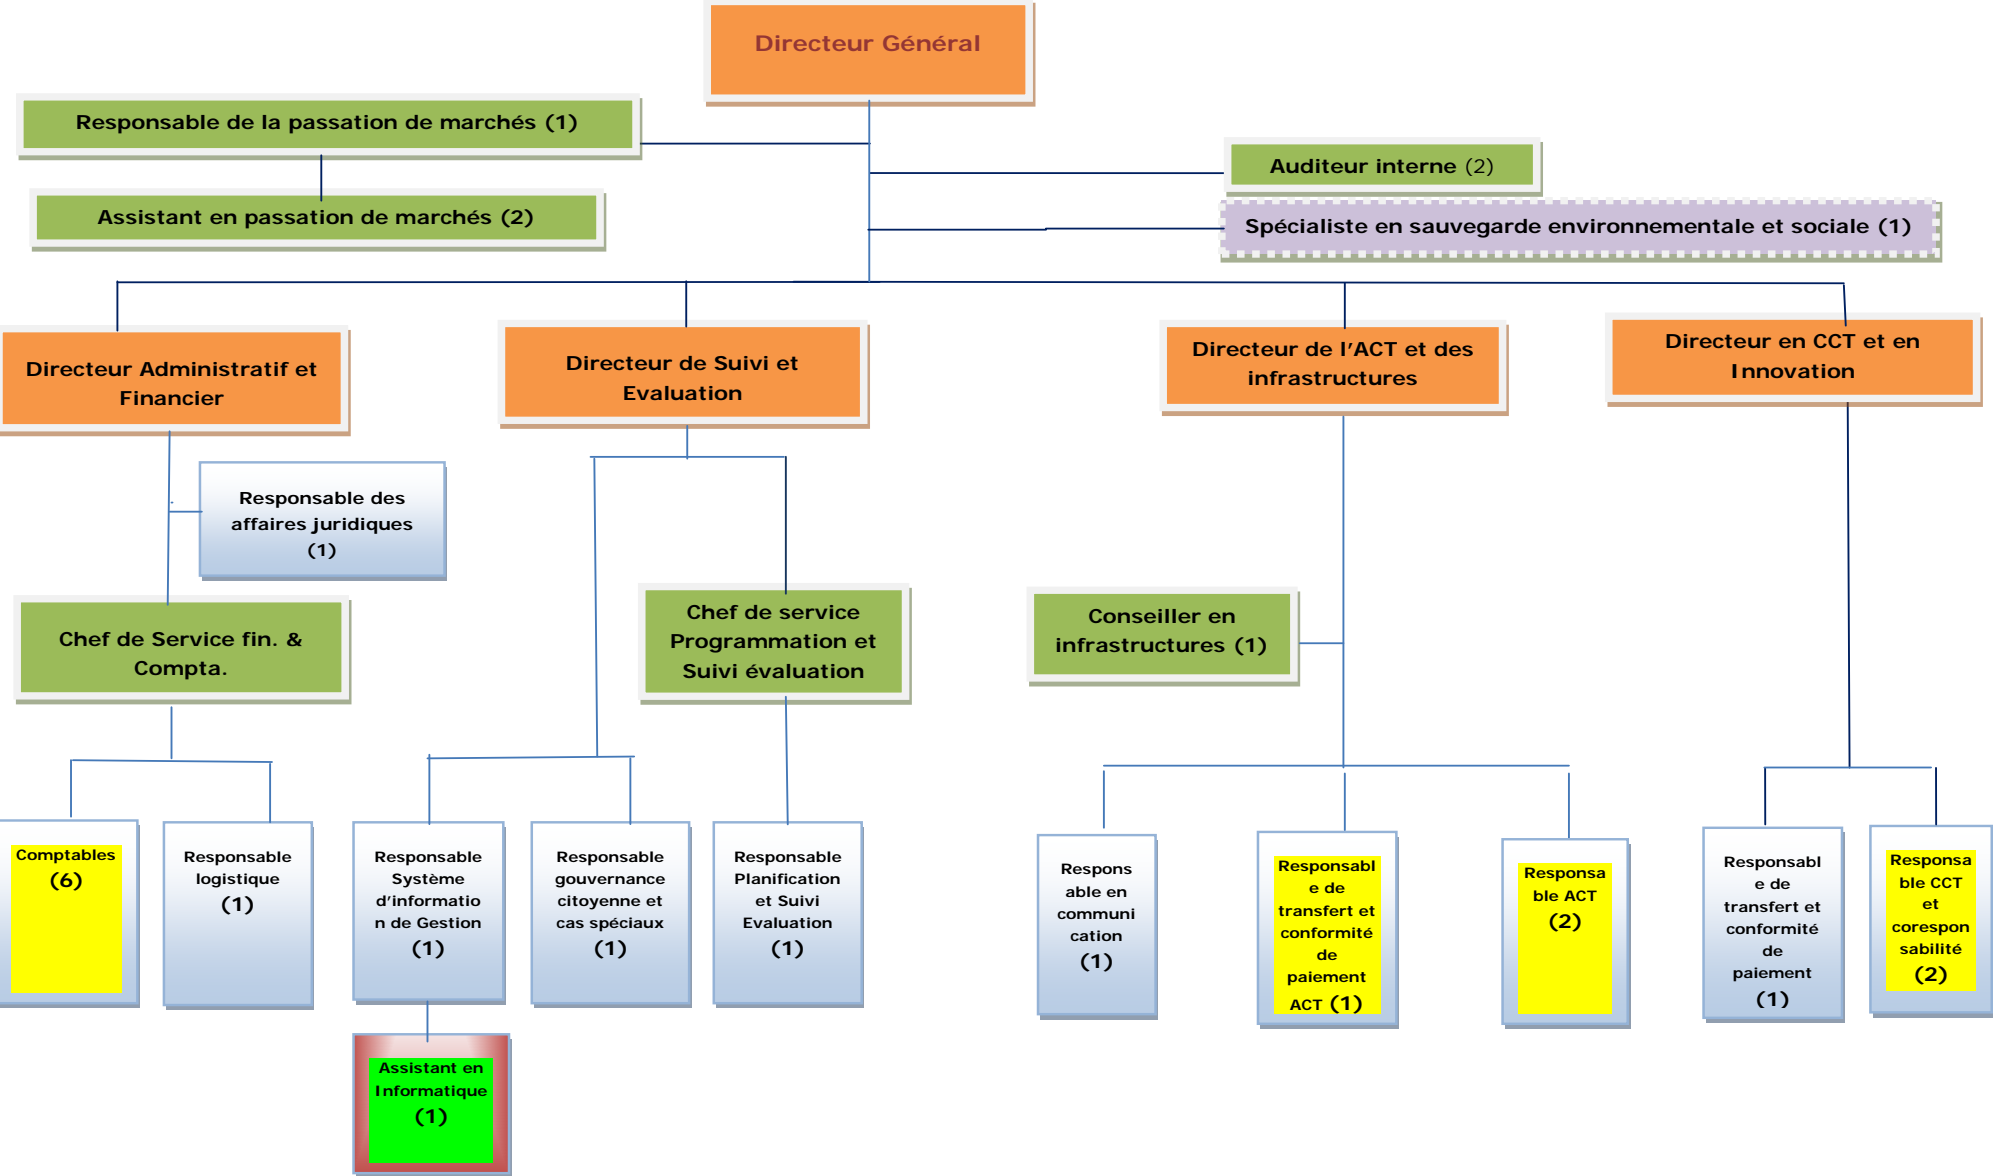 Directeur Général
Responsable de la passation de marchés (1)
Assistant en passation de marchés (2)
Auditeur interne (2)
Spécialiste en sauvegarde environnementale et sociale (1)
Directeur Administratif et
Financier
Directeur de Suivi et
Evaluation
Directeur de l'ACT et des
infrastructures
Directeur en CCT et en
Innovation
Responsable des
affaires juridiques
(1)
Chef de Service fin. &
Compta.
Chef de service
Programmation et
Suivi évaluation
Conseiller en
infrastructures (1)
Comptables
(6)
Responsable
logistique
(1)
Responsable
Système
d'informatio
n de Gestion
(1)
Responsable
gouvernance
citoyenne et
cas spéciaux
(1)
Responsable
Planification
et Suivi
Evaluation
(1)
Respons
able en
communi
cation
(1)
Responsabl
e de
transfert et
conformité
de
paiement
ACT (1)
Responsa
ble ACT
(2)
Responsabl
e de
transfert et
conformité
de
paiement
(1)
Responsa
ble CCT
et
corespon
sabilité
(2)
Assistant en
Informatique
(1)